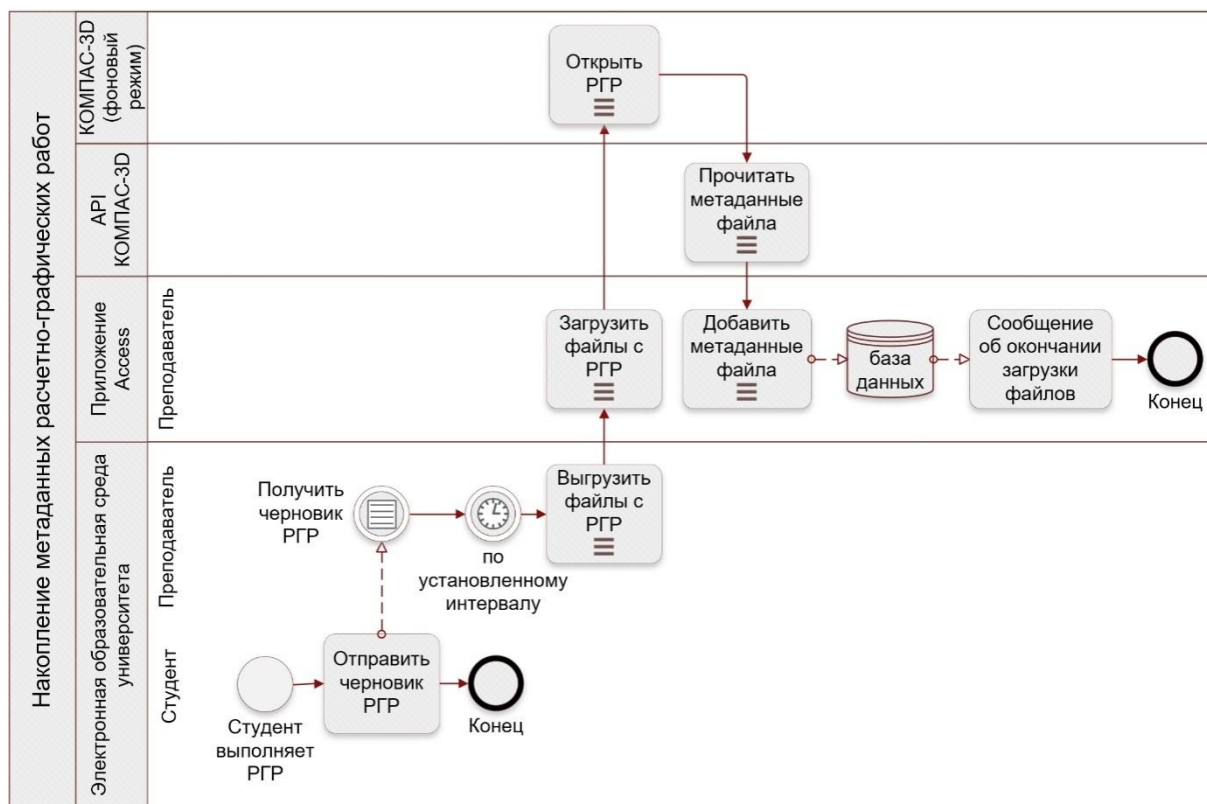 Накопление метаданных расчетно-графических работ
КОМПАС-3D
(фоновый
режим)
Открыть
РГР
API
КОМПАС-3D
Прочитать
метаданные
файла
Приложение
Access
Преподаватель
Загрузить
файлы с
РГР
Добавить
метаданные
файла
база
данных
Сообщение
об окончании
загрузки
файлов
Конец
Электронная образовательная среда
университета
Преподаватель
Получить
черновик
РГР
по
установленному
интервалу
Выгрузить
файлы с
РГР
Студент
Студент
выполняет
РГР
Отправить
черновик
РГР
Конец